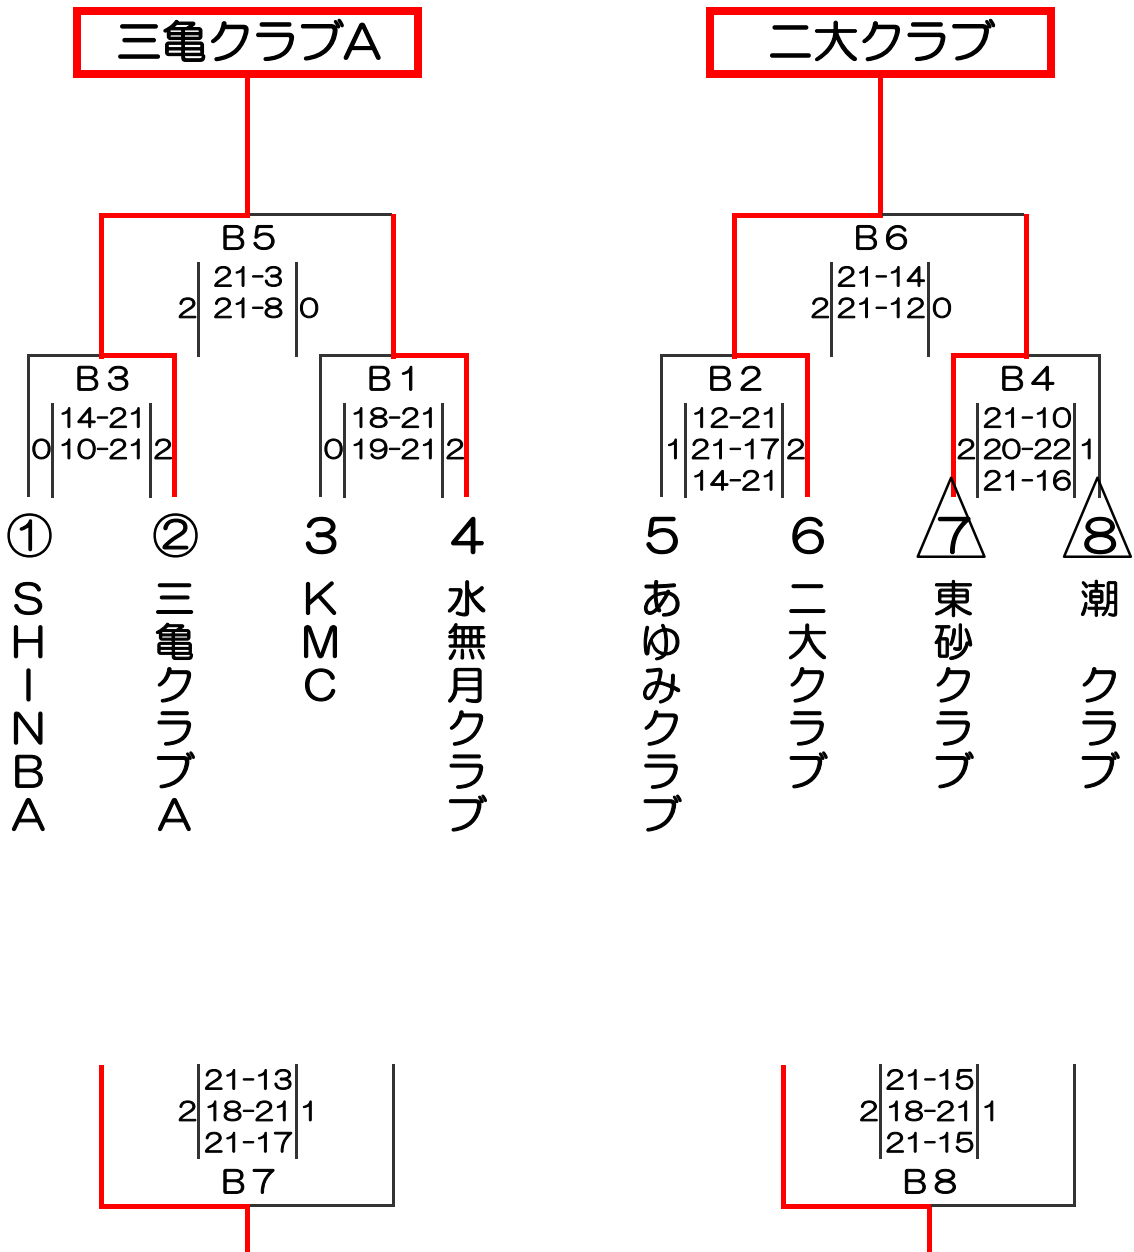 三亀クラブA
二大クラブ
B5
21-3
2 21-8 0
B6
21-14
2 21-12 0
B3
14-21
0 10-21 2
B1
18-21
0 19-21 2
B2
12-21
1 21-17 2
14-21
B4
21-10
2 20-22 1
21-16
① ② 3 4 5 6 7 8
SHINBA
三亀クラブA
KMC
水無月クラブ
あゆみクラブ
二大クラブ
東砂クラブ
潮 クラブ
21-13
2 18-21 1
21-17
B7
21-15
2 18-21 1
21-15
B8